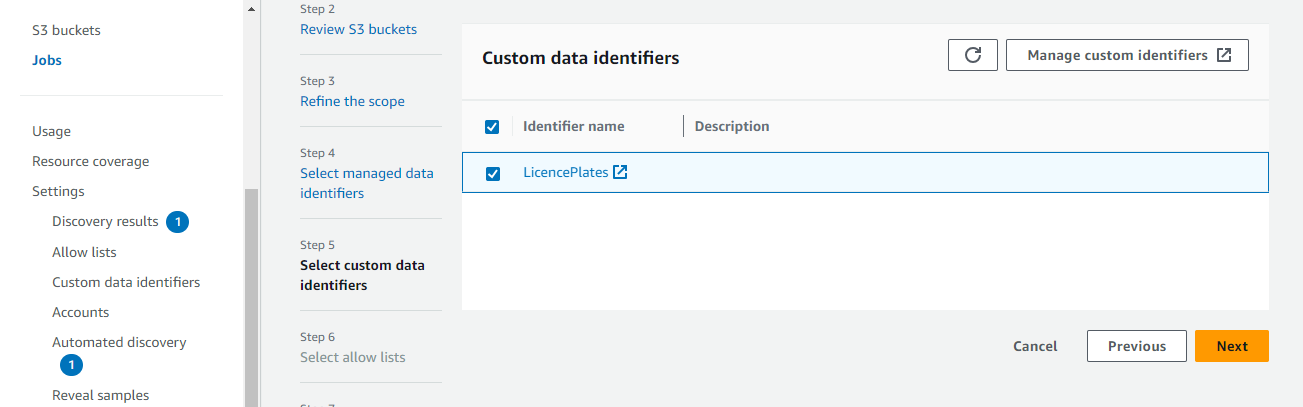 S3 buckets
Jobs
Usage
Resource coverage
Settings
Discovery results 1
Allow lists
Custom data identifiers
Accounts
Automated discovery
1
Reveal samples
Step 2
Review S3 buckets
Step 3
Refine the scope
Step 4
Select managed data
identifiers
Step 5
Select custom data
identifiers
Step 6
Select allow lists
Custom data identifiers
Manage custom identifiers
Identifier name
Description
LicencePlates
Cancel
Previous
Next